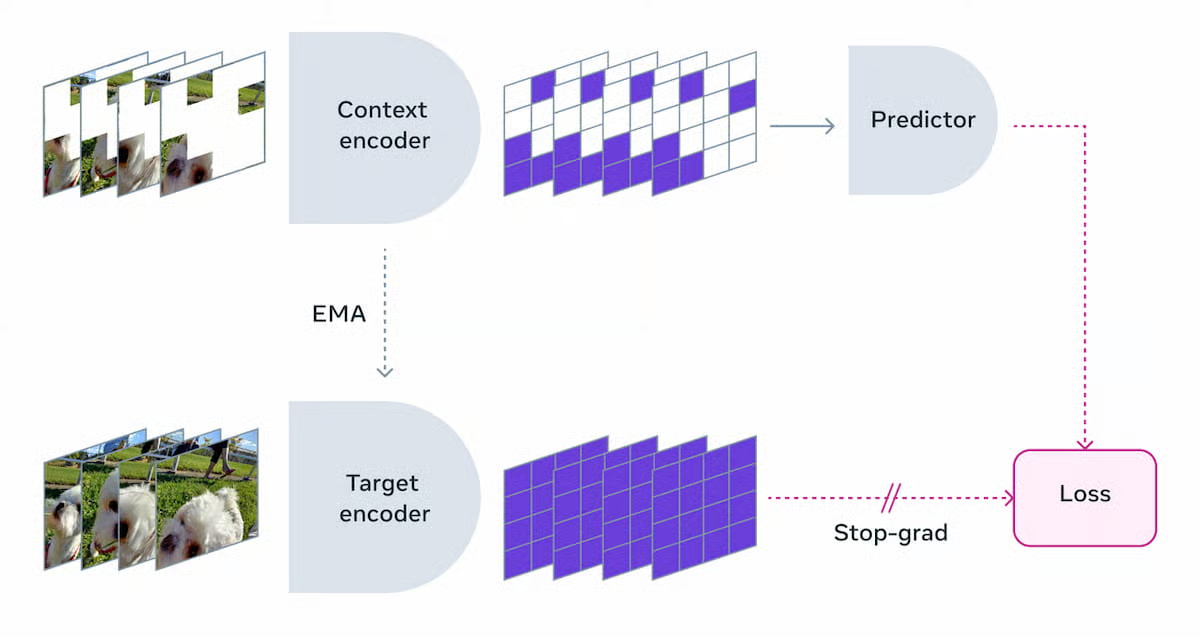 Context
encoder
Predictor
EMA
Target
encoder
Loss
Stop-grad